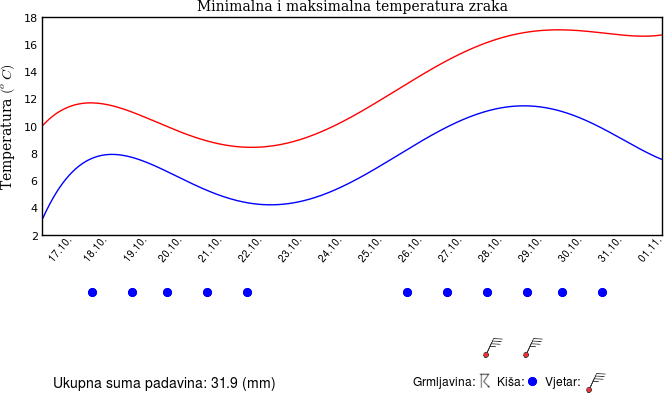 Minimalna i maksimalna temperatura zraka
Temperatura (° C)
18
16
14
12
10
8
6
4
2
17.10. 18.10. 19.10. 20.10. 21.10. 22.10. 23.10. 24.10. 25.10. 26.10. 27.10. 28.10. 29.10. 30.10. 31.10. 01.11.
Ukupna suma padavina: 31.9 (mm) Grmljavina: Kiša: Vjetar: